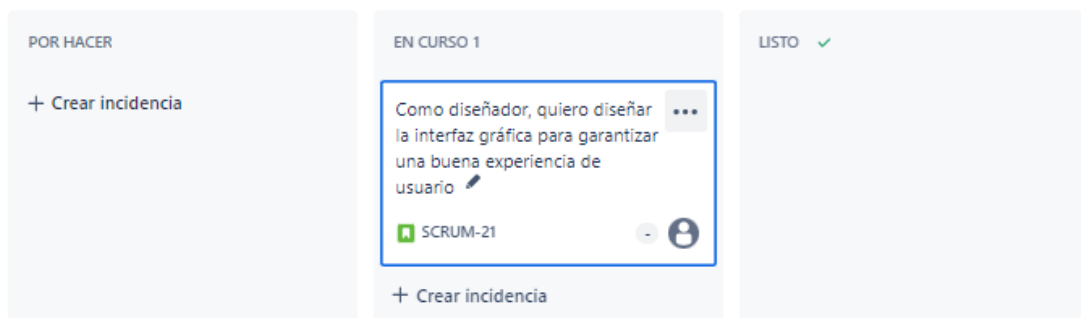 POR HACER
+ Crear incidencia
EN CURSO 1
Como diseñador, quiero diseñar
la interfaz gráfica para garantizar
una buena experiencia de
usuario
SCRUM-21
-
+ Crear incidencia
LISTO